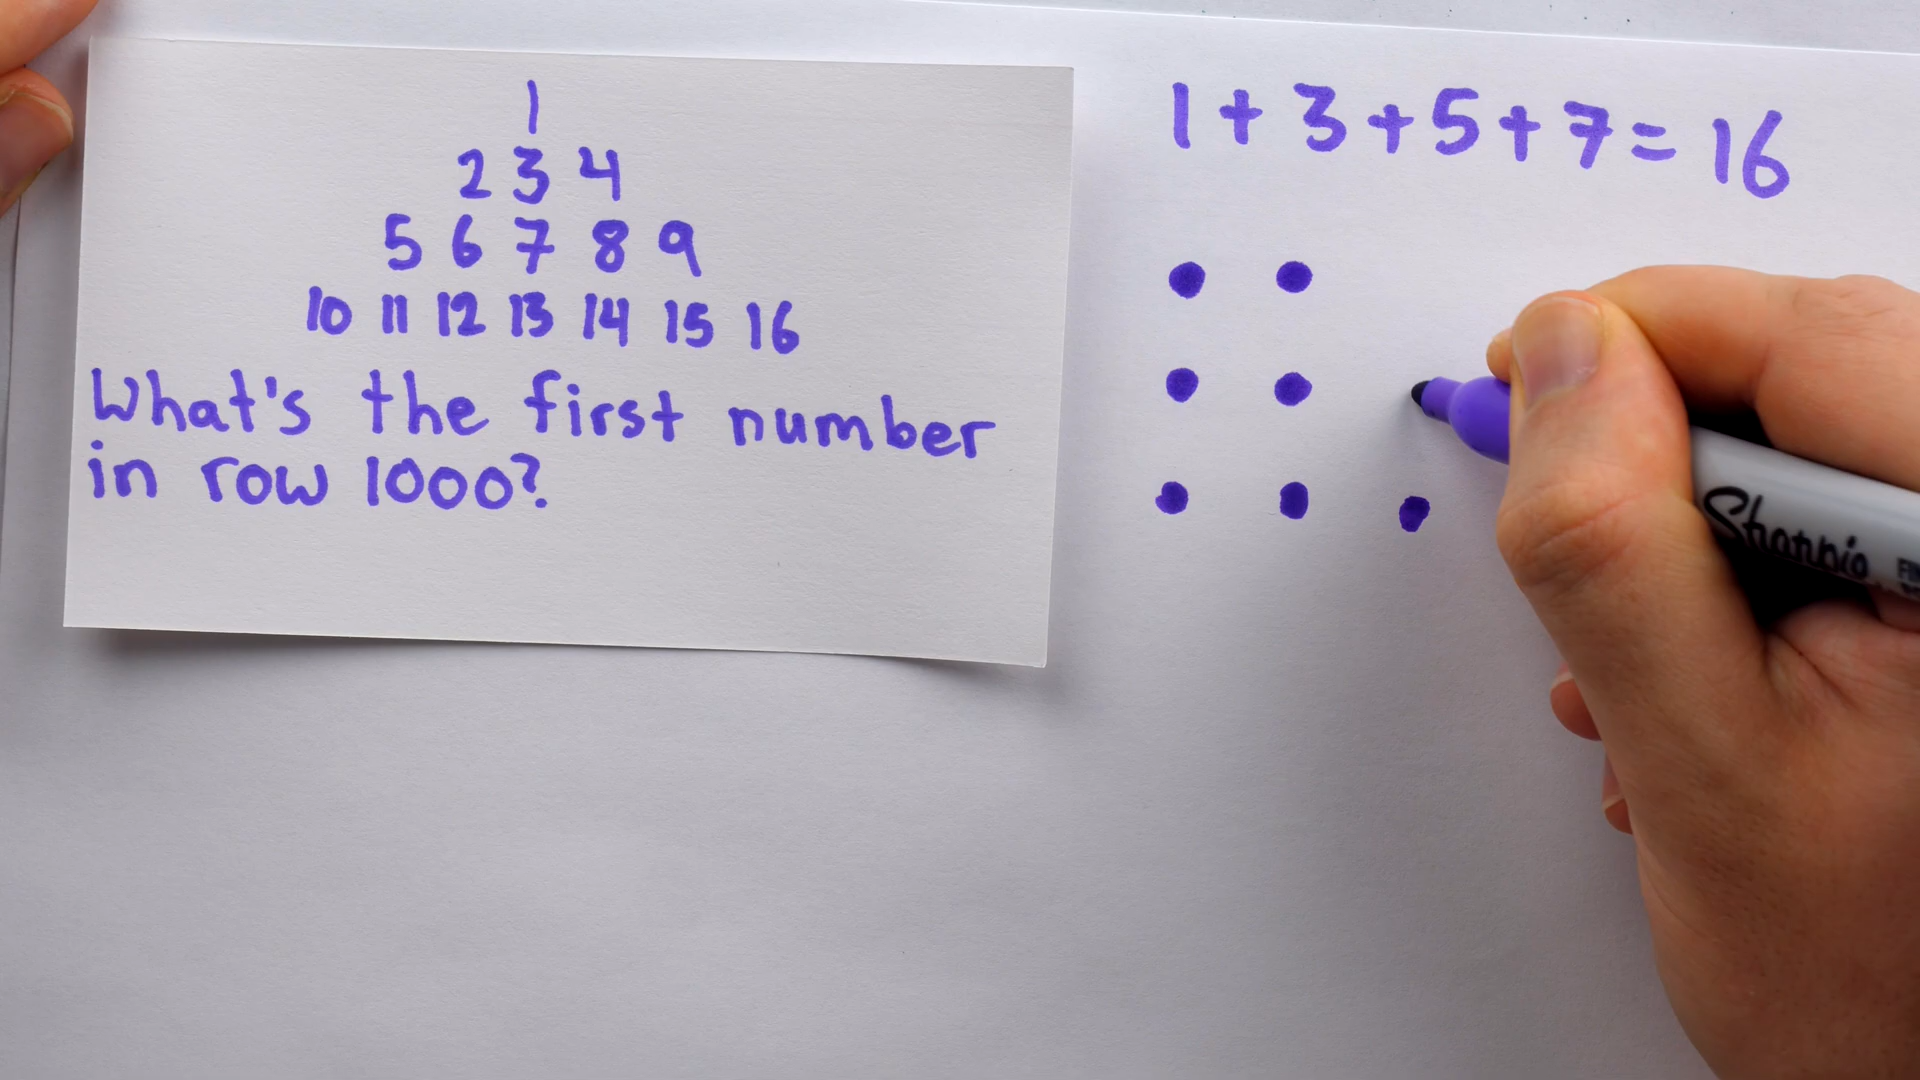 1
2 3 4
5 6 7 8 9
10 11 12 13 14 15 16
What's the first number
in row 1000?
1 + 3 + 5 + 7 = 16
Sharpie